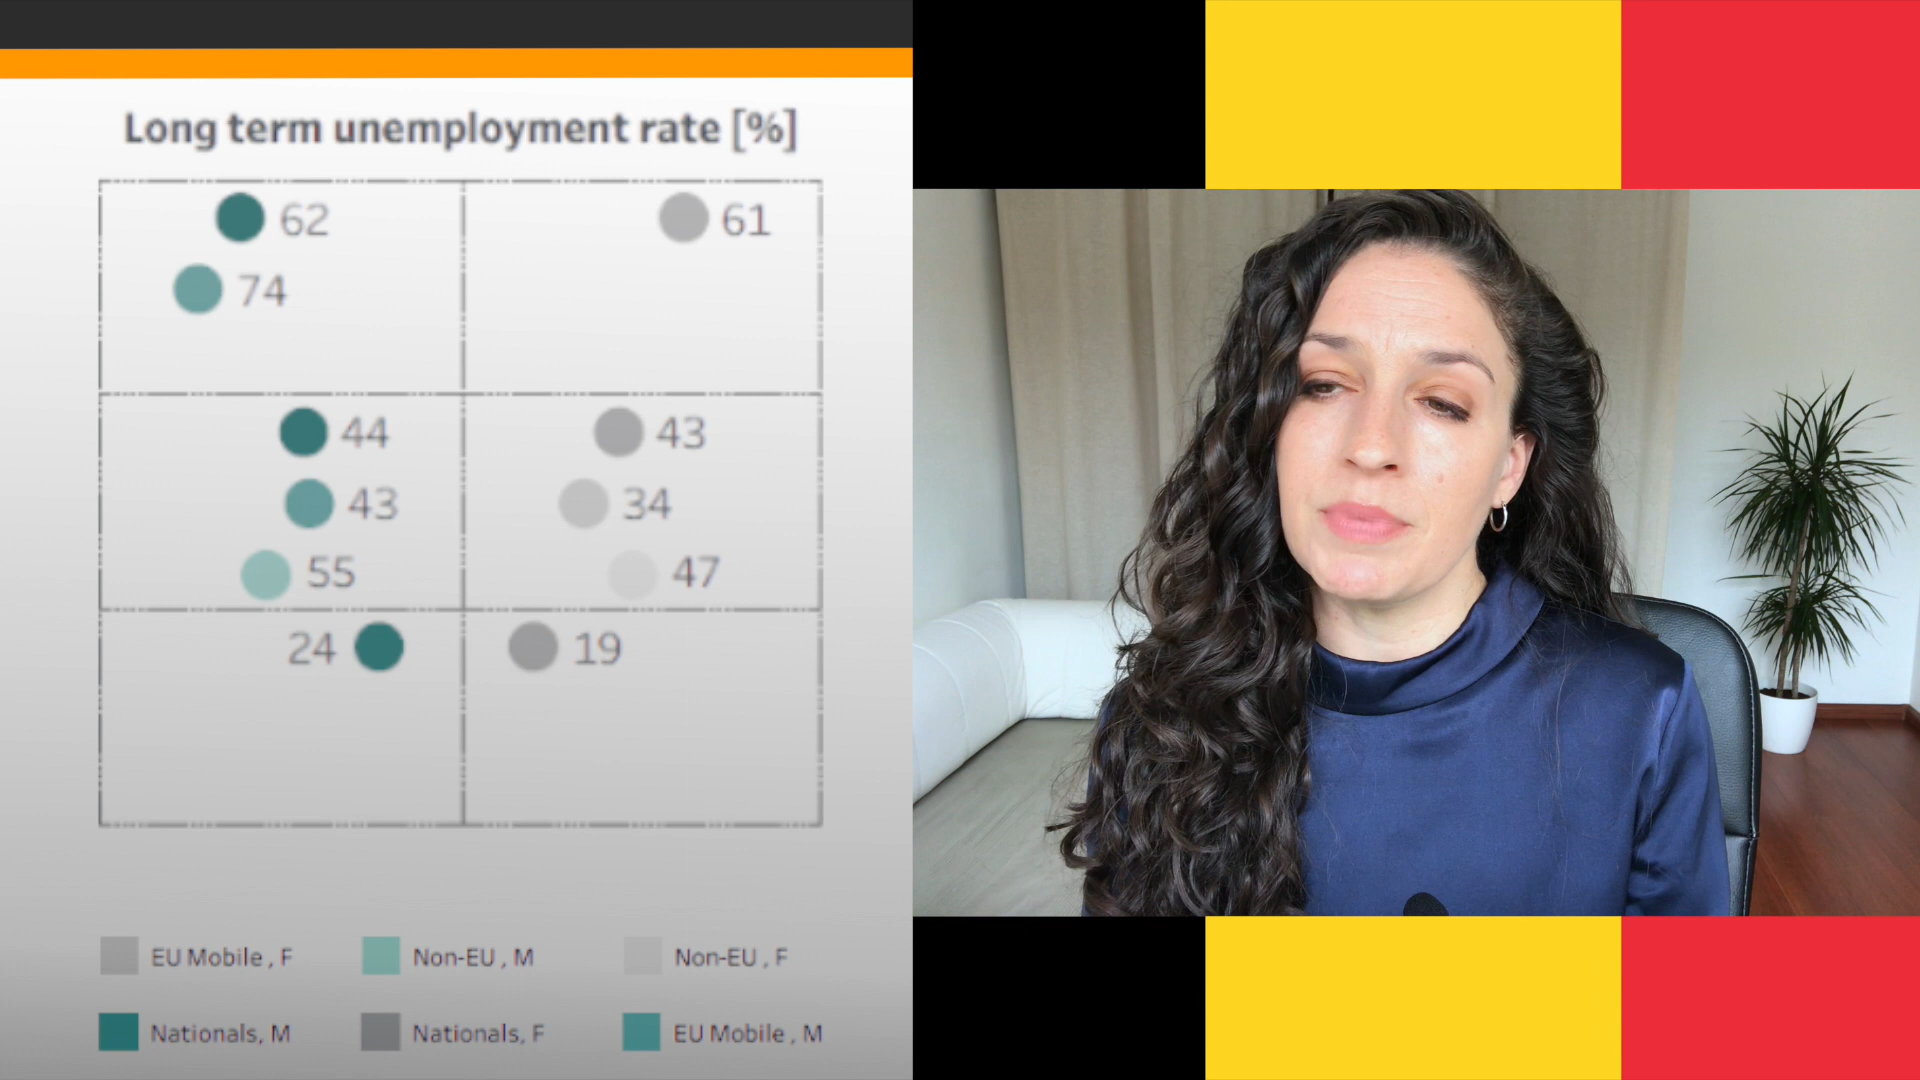 Long term unemployment rate [%]
62 61
74
44 43
43 34
55 47
24 19
EU Mobile , F Non-EU , M Non-EU , F
Nationals, M Nationals, F EU Mobile , M